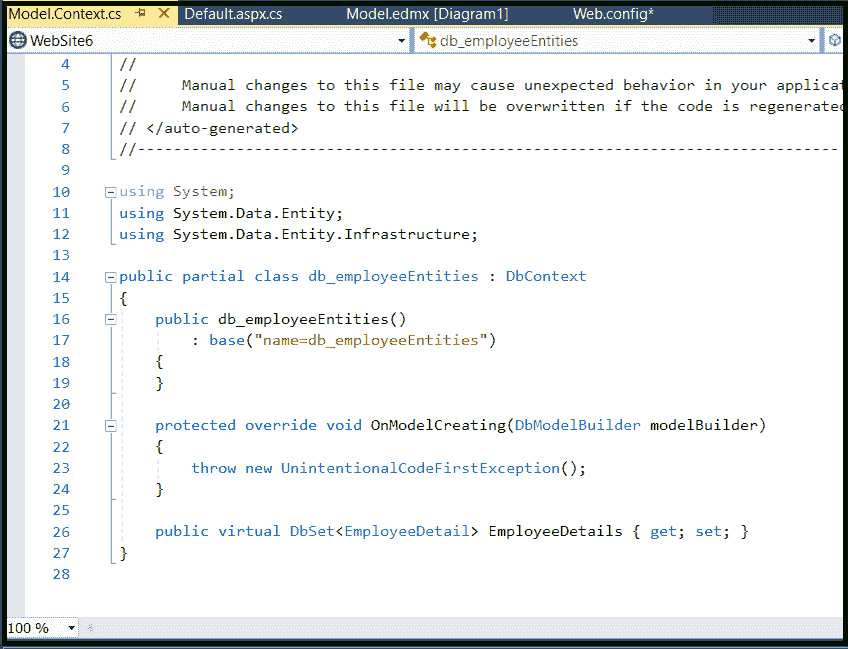 Model.Context.cs Default.aspx.cs Model.edmx [Diagram1] Web.config*
WebSite6 db_employeeEntities
4 //
5 //     Manual changes to this file may cause unexpected behavior in your applicat
6 //     Manual changes to this file will be overwritten if the code is regenerated
7 // </auto-generated>
8 //------------------------------------------------------------------------------
9
10 using System;
11 using System.Data.Entity;
12 using System.Data.Entity.Infrastructure;
13
14 public partial class db_employeeEntities : DbContext
15 {
16     public db_employeeEntities()
17         : base("name=db_employeeEntities")
18     {
19     }
20
21     protected override void OnModelCreating(DbModelBuilder modelBuilder)
22     {
23         throw new UnintentionalCodeFirstException();
24     }
25
26     public virtual DbSet<EmployeeDetail> EmployeeDetails { get; set; }
27 }
28
100 %